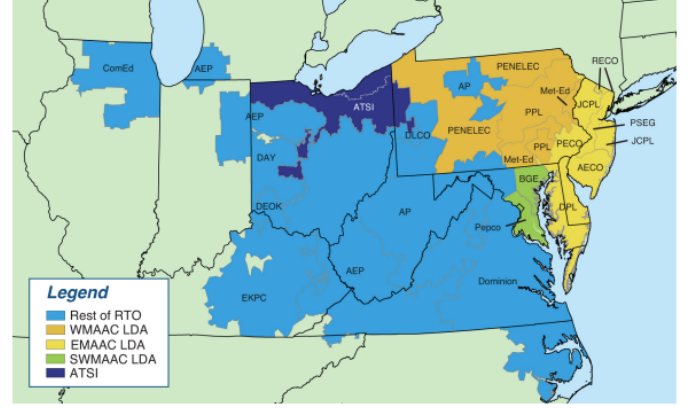 RECO
ComEd
AEP
PENELEC
AP
Met-Ed
JCPL
ATSI
PPL
AEP
PSEG
DLCO
PENELEC
JCPL
PPL
PECO
DAY
Met-Ed
AECO
BGE
DEOK
AP
DPL
Pepco
AEP
Dominion
EKPC
Legend
Rest of RTO
WMAAC LDA
EMAAC LDA
SWMAAC LDA
ATSI